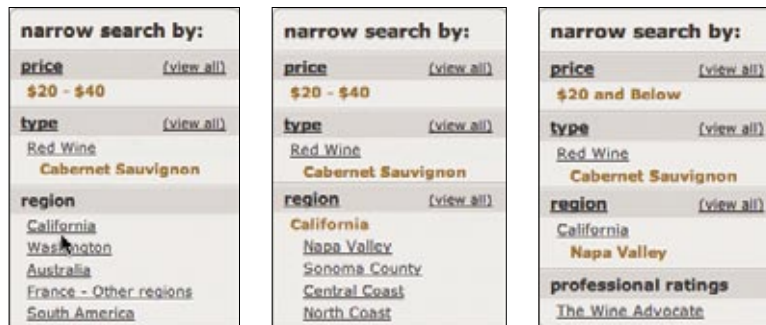 narrow search by:
price (view all)
$20 - $40
type (view all)
Red Wine
Cabernet Sauvignon
region
California
Washington
Australia
France - Other regions
South America
narrow search by:
price (view all)
$20 - $40
type (view all)
Red Wine
Cabernet Sauvignon
region (view all)
California
Napa Valley
Sonoma County
Central Coast
North Coast
narrow search by:
price (view all)
$20 and Below
type (view all)
Red Wine
Cabernet Sauvignon
region (view all)
California
Napa Valley
professional ratings
The Wine Advocate